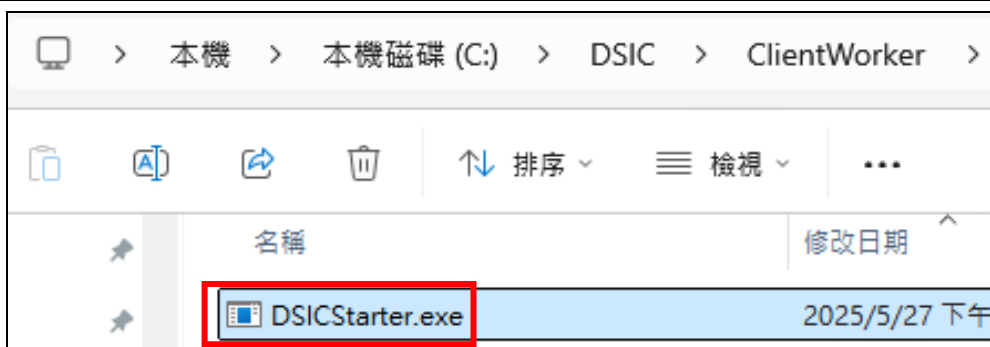 本機 > 本機磁碟 (C:) > DSIC > ClientWorker >
排序 檢視 ...
名稱 修改日期
DSICStarter.exe 2025/5/27 下午